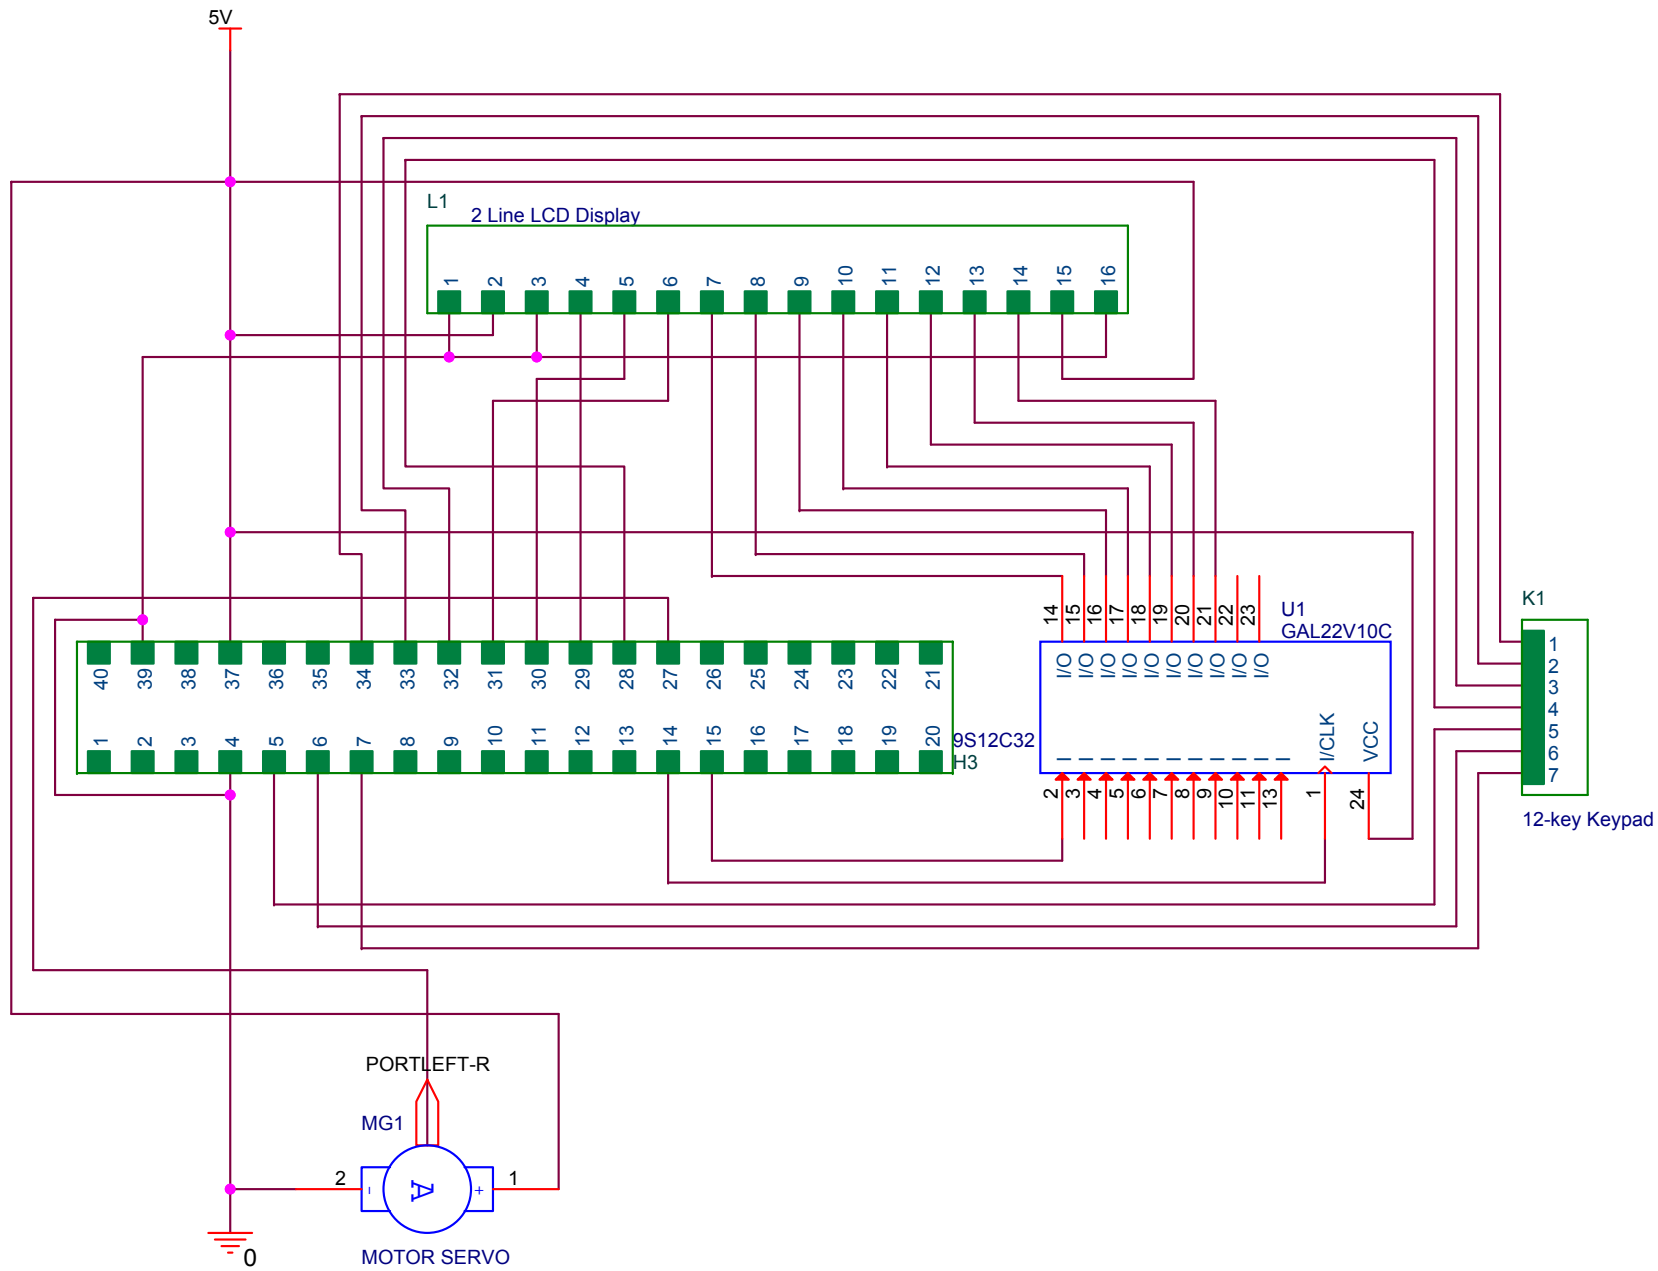 5V
L1
2 Line LCD Display
1 2 3 4 5 6 7 8 9 10 11 12 13 14 15 16
14 15 16 17 18 19 20 21 22 23
U1
GAL22V10C
I/O I/O I/O I/O I/O I/O I/O I/O I/O I/O
K1
1
2
3
4
5
6
7
12-key Keypad
40 39 38 37 36 35 34 33 32 31 30 29 28 27 26 25 24 23 22 21
1 2 3 4 5 6 7 8 9 10 11 12 13 14 15 16 17 18 19 20
9S12C32
H3
I I I I I I I I I I I I/CLK VCC
2 3 4 5 6 7 8 9 10 11 13 1 24
PORTLEFT-R
MG1
2 - A + 1
0
MOTOR SERVO